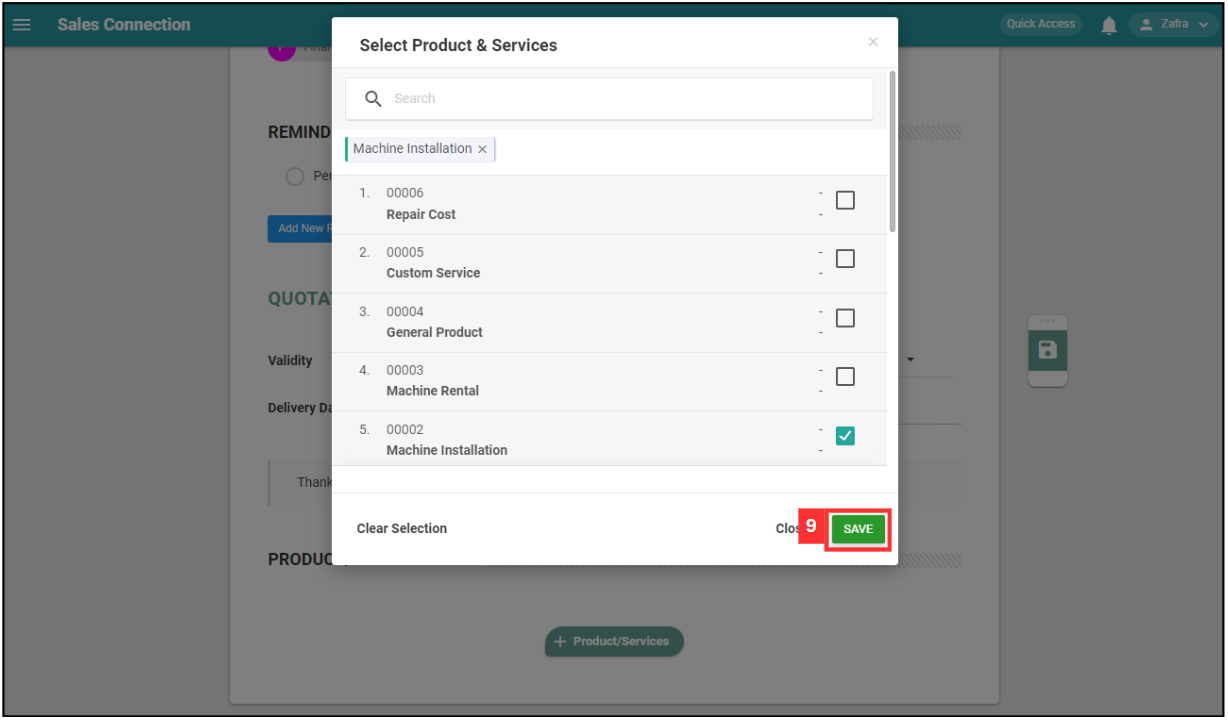 Sales Connection
Quick Access
Zafra
Select Product & Services
×
Search
REMIND
Machine Installation ×
Per
1. 00006 -
Repair Cost -
Add New R
2. 00005 -
Custom Service -
QUOTAT
3. 00004 -
General Product -
Validity
4. 00003 -
Machine Rental -
Delivery Da
5. 00002 -
Machine Installation -
Thank
Clear Selection
Clos
9
SAVE
PRODUC
+ Product/Services